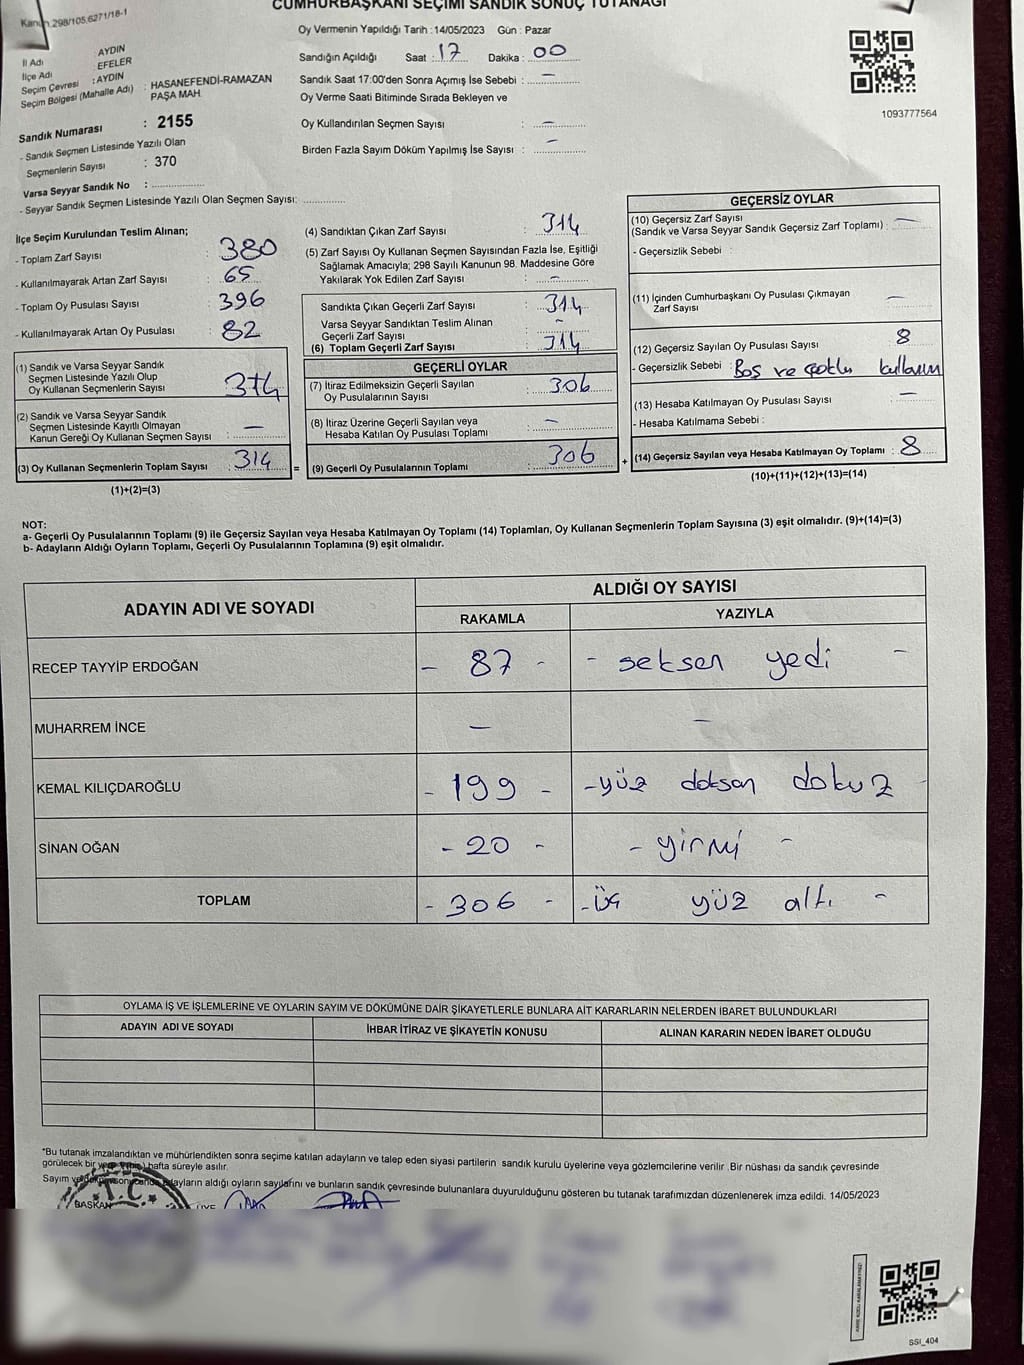 CUMHURBAŞKANI SEÇİMİ SANDIK SONUÇ TUTANAĞI
Kanun 298/105,6271/18-1
Oy Vermenin Yapıldığı Tarih :14/05/2023 Gün : Pazar
İl Adı : AYDIN
İlçe Adı : EFELER
Seçim Çevresi : AYDIN
Seçim Bölgesi (Mahalle Adı) : HASANEFENDİ-RAMAZAN PAŞA MAH.
Sandığın Açıldığı Saat : 17 Dakika : 00
Sandık Saat 17:00'den Sonra Açımış İse Sebebi : —
Oy Verme Saati Bitiminde Sırada Bekleyen ve
Oy Kullandırılan Seçmen Sayısı : —
Birden Fazla Sayım Döküm Yapılmış İse Sayısı : —
1093777564
Sandık Numarası : 2155
- Sandık Seçmen Listesinde Yazılı Olan
Seçmenlerin Sayısı : 370
Varsa Seyyar Sandık No : ..................
- Seyyar Sandık Seçmen Listesinde Yazılı Olan Seçmen Sayısı: ..............
İlçe Seçim Kurulundan Teslim Alınan;
- Toplam Zarf Sayısı : 380
- Kullanılmayarak Artan Zarf Sayısı : 65
- Toplam Oy Pusulası Sayısı : 396
- Kullanılmayarak Artan Oy Pusulası : 82
(1) Sandık ve Varsa Seyyar Sandık
Seçmen Listesinde Yazılı Olup
Oy Kullanan Seçmenlerin Sayısı : 314
(2) Sandık ve Varsa Seyyar Sandık
Seçmen Listesinde Kayıtlı Olmayan
Kanun Gereği Oy Kullanan Seçmen Sayısı : —
(3) Oy Kullanan Seçmenlerin Toplam Sayısı : 314 =
(1)+(2)=(3)
(4) Sandıktan Çıkan Zarf Sayısı : 314
(5) Zarf Sayısı Oy Kullanan Seçmen Sayısından Fazla İse, Eşitliği
Sağlamak Amacıyla; 298 Sayılı Kanunun 98. Maddesine Göre
Yakılarak Yok Edilen Zarf Sayısı : —
Sandıkta Çıkan Geçerli Zarf Sayısı : 314
Varsa Seyyar Sandıktan Teslim Alınan
Geçerli Zarf Sayısı : —
(6) Toplam Geçerli Zarf Sayısı : 314
GEÇERLİ OYLAR
(7) İtiraz Edilmeksizin Geçerli Sayılan
Oy Pusulalarının Sayısı : 306
(8) İtiraz Üzerine Geçerli Sayılan veya
Hesaba Katılan Oy Pusulası Toplamı : —
(9) Geçerli Oy Pusulalarının Toplamı : 306 +
GEÇERSİZ OYLAR
(10) Geçersiz Zarf Sayısı
(Sandık ve Varsa Seyyar Sandık Geçersiz Zarf Toplamı) : —
- Geçersizlik Sebebi :
(11) İçinden Cumhurbaşkanı Oy Pusulası Çıkmayan
Zarf Sayısı —
(12) Geçersiz Sayılan Oy Pusulası Sayısı : 8
- Geçersizlik Sebebi : Boş ve
(13) Hesaba Katılmayan Oy Pusulası Sayısı : —
- Hesaba Katılmama Sebebi :
(14) Geçersiz Sayılan veya Hesaba Katılmayan Oy Toplamı : 8
(10)+(11)+(12)+(13)=(14)
NOT:
a- Geçerli Oy Pusulalarının Toplamı (9) ile Geçersiz Sayılan veya Hesaba Katılmayan Oy Toplamı (14) Toplamları, Oy Kullanan Seçmenlerin Toplam Sayısına (3) eşit olmalıdır. (9)+(14)=(3)
b- Adayların Aldığı Oyların Toplamı, Geçerli Oy Pusulalarının Toplamına (9) eşit olmalıdır.
ADAYIN ADI VE SOYADI ALDIĞI OY SAYISI
RAKAMLA YAZIYLA
RECEP TAYYİP ERDOĞAN - 87 - - seksen yedi -
MUHARREM İNCE — —
KEMAL KILIÇDAROĞLU - 199 - - yüz doksan dokuz -
SİNAN OĞAN - 20 - - yirmi -
TOPLAM - 306 - - üç yüz altı -
OYLAMA İŞ VE İŞLEMLERİNE VE OYLARIN SAYIM VE DÖKÜMÜNE DAİR ŞİKAYETLERLE BUNLARA AİT KARARLARIN NELERDEN İBARET BULUNDUKLARI
ADAYIN ADI VE SOYADI İHBAR İTİRAZ VE ŞİKAYETİN KONUSU ALINAN KARARIN NEDEN İBARET OLDUĞU
*Bu tutanak imzalandıktan ve mühürlendikten sonra seçime katılan adayların ve talep eden siyasi partilerin sandık kurulu üyelerine veya gözlemcilerine verilir .Bir nüshası da sandık çevresinde
görülecek bir yere (bir) hafta süreyle asılır.
Sayım ve döküm sonucunda adayların aldığı oyların sayılarını ve bunların sandık çevresinde bulunanlara duyurulduğunu gösteren bu tutanak tarafımızdan düzenlenerek imza edildi. 14/05/2023
T.C.
BAŞKAN ÜYE
SSI_404